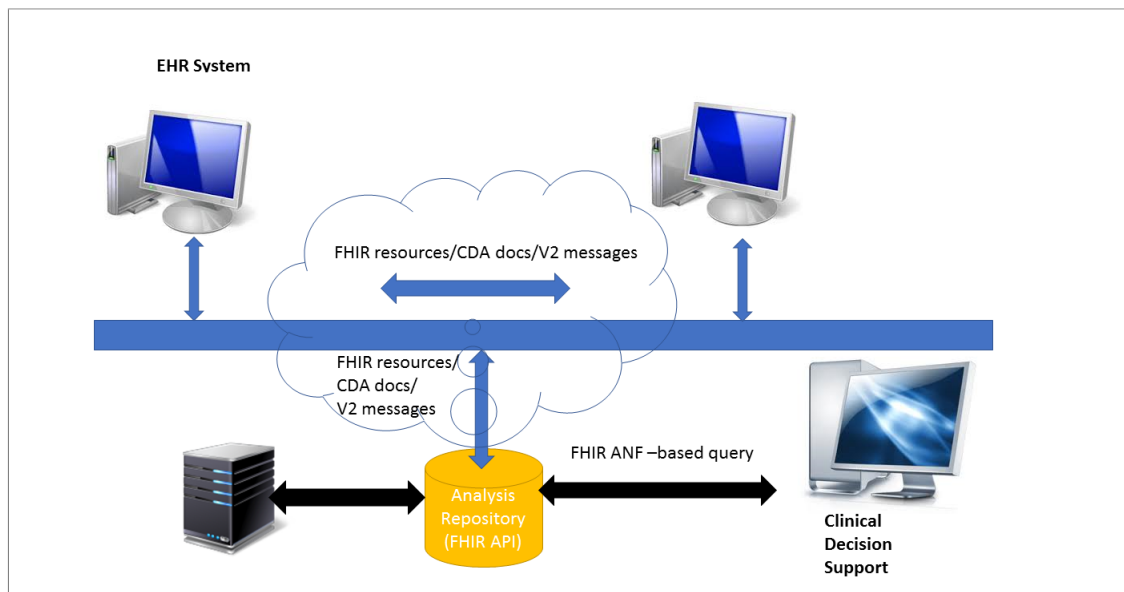 EHR System
FHIR resources/CDA docs/V2 messages
FHIR resources/
CDA docs/
V2 messages
FHIR ANF –based query
Analysis
Repository
(FHIR API)
Clinical
Decision
Support